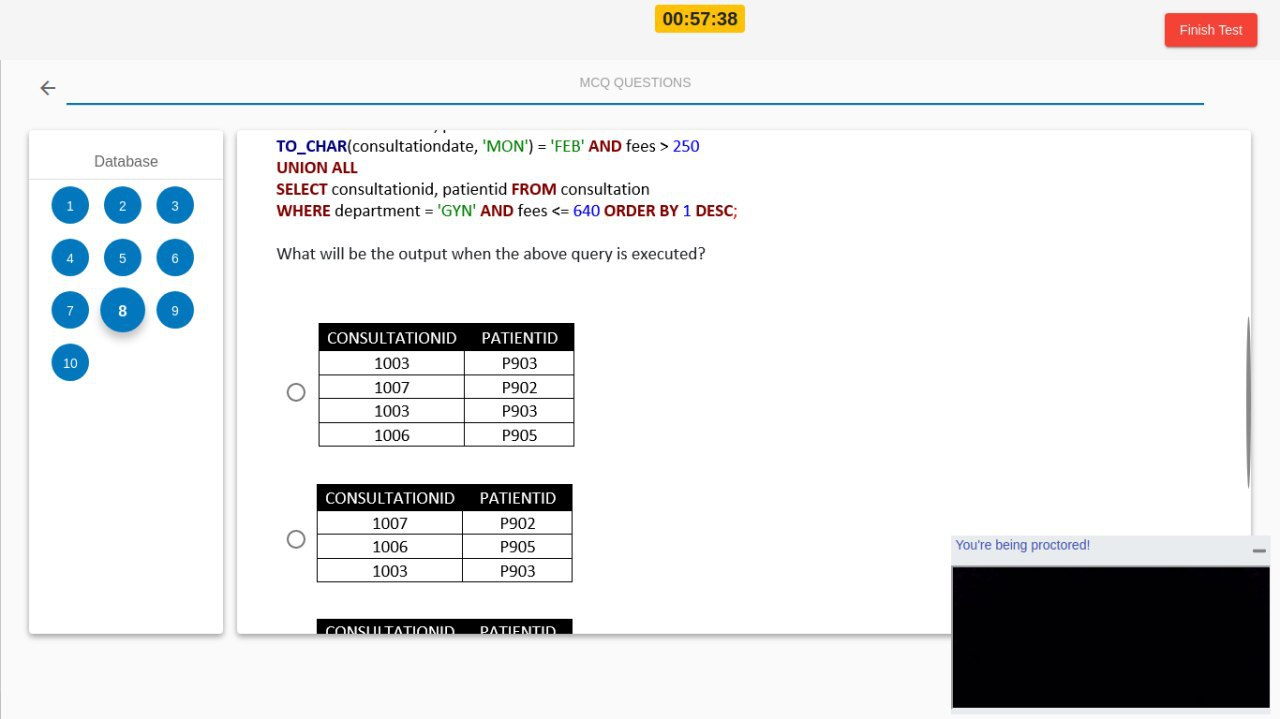 00:57:38
Finish Test
MCQ QUESTIONS
Database
1 2 3
4 5 6
7 8 9
10
TO_CHAR(consultationdate, 'MON') = 'FEB' AND fees > 250
UNION ALL
SELECT consultationid, patientid FROM consultation
WHERE department = 'GYN' AND fees <= 640 ORDER BY 1 DESC;
What will be the output when the above query is executed?
CONSULTATIONID PATIENTID
1003 P903
1007 P902
1003 P903
1006 P905
CONSULTATIONID PATIENTID
1007 P902
1006 P905
1003 P903
CONSULTATIONID PATIENTID
You're being proctored!